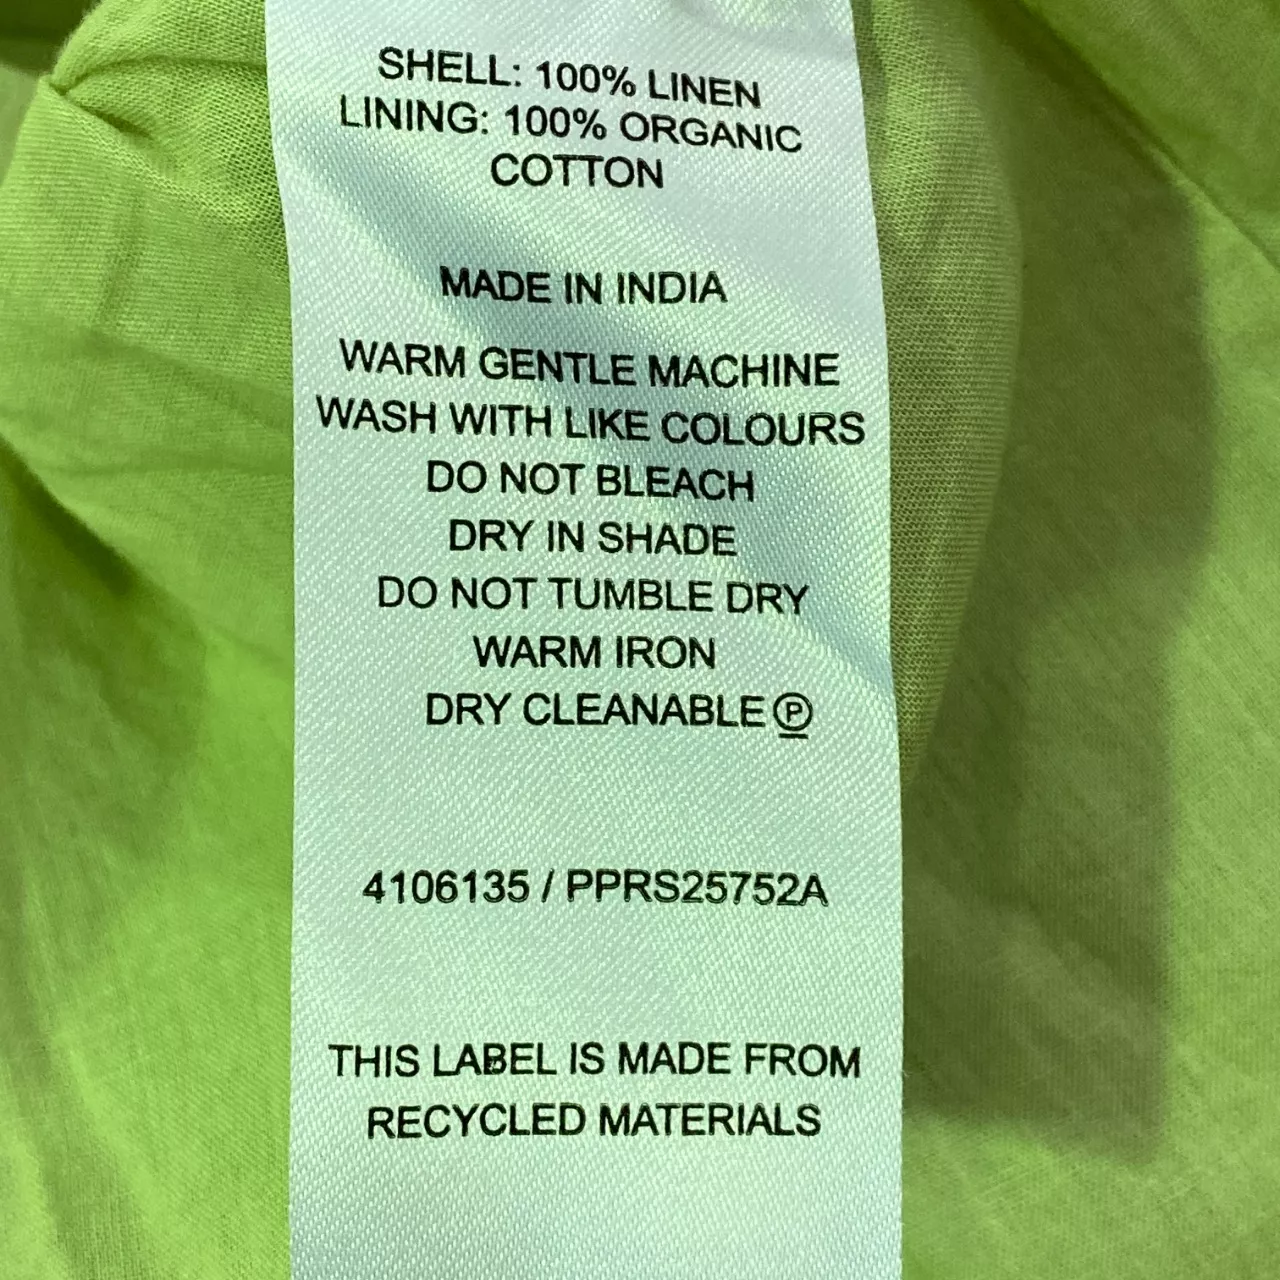 SHELL: 100% LINEN
LINING: 100% ORGANIC
COTTON
MADE IN INDIA
WARM GENTLE MACHINE
WASH WITH LIKE COLOURS
DO NOT BLEACH
DRY IN SHADE
DO NOT TUMBLE DRY
WARM IRON
DRY CLEANABLE Ⓟ
4106135 / PPRS25752A
THIS LABEL IS MADE FROM
RECYCLED MATERIALS